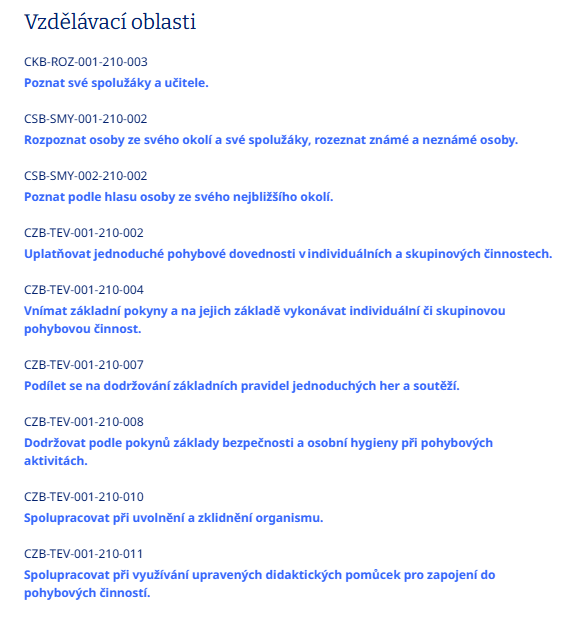 Vzdělávací oblasti
CKB-ROZ-001-210-003
Poznat své spolužáky a učitele.
CSB-SMY-001-210-002
Rozpoznat osoby ze svého okolí a své spolužáky, rozeznat známé a neznámé osoby.
CSB-SMY-002-210-002
Poznat podle hlasu osoby ze svého nejbližšího okolí.
CZB-TEV-001-210-002
Uplatňovat jednoduché pohybové dovednosti v individuálních a skupinových činnostech.
CZB-TEV-001-210-004
Vnímat základní pokyny a na jejich základě vykonávat individuální či skupinovou
pohybovou činnost.
CZB-TEV-001-210-007
Podílet se na dodržování základních pravidel jednoduchých her a soutěží.
CZB-TEV-001-210-008
Dodržovat podle pokynů základy bezpečnosti a osobní hygieny při pohybových
aktivitách.
CZB-TEV-001-210-010
Spolupracovat při uvolnění a zklidnění organismu.
CZB-TEV-001-210-011
Spolupracovat při využívání upravených didaktických pomůcek pro zapojení do
pohybových činností.